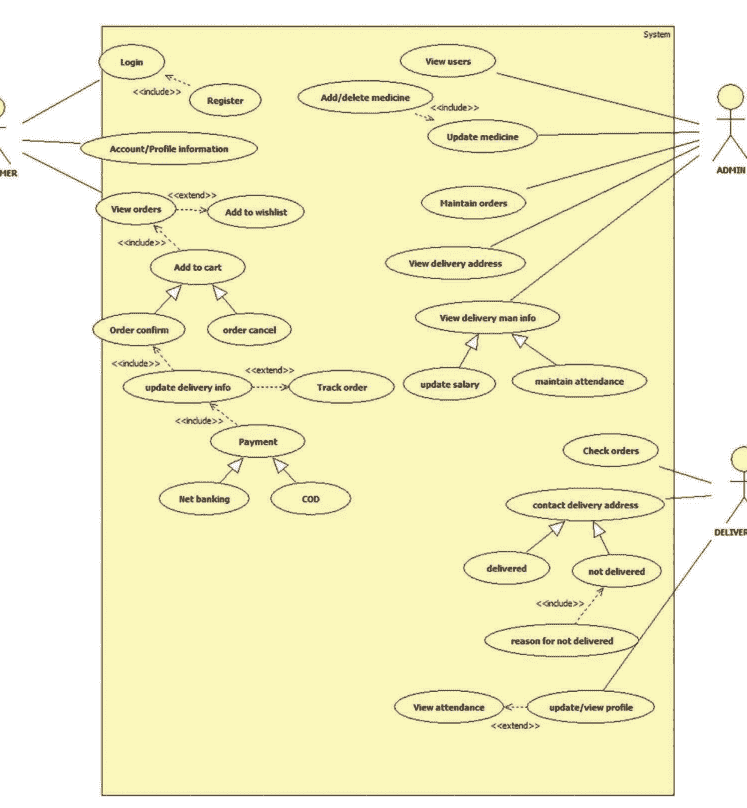 System
Login
<<include>>
Register
Account/Profile information
MER
View orders
<<extend>>
Add to wishlist
<<include>>
Add to cart
Order confirm
order cancel
<<include>>
update delivery info
<<extend>>
Track order
<<include>>
Payment
Net banking
COD
View users
Add/delete medicine
<<include>>
Update medicine
ADMIN
Maintain orders
View delivery address
View delivery man info
update salary
maintain attendance
Check orders
contact delivery address
DELIVER
delivered
not delivered
<<include>>
reason for not delivered
View attendance
<<extend>>
update/view profile